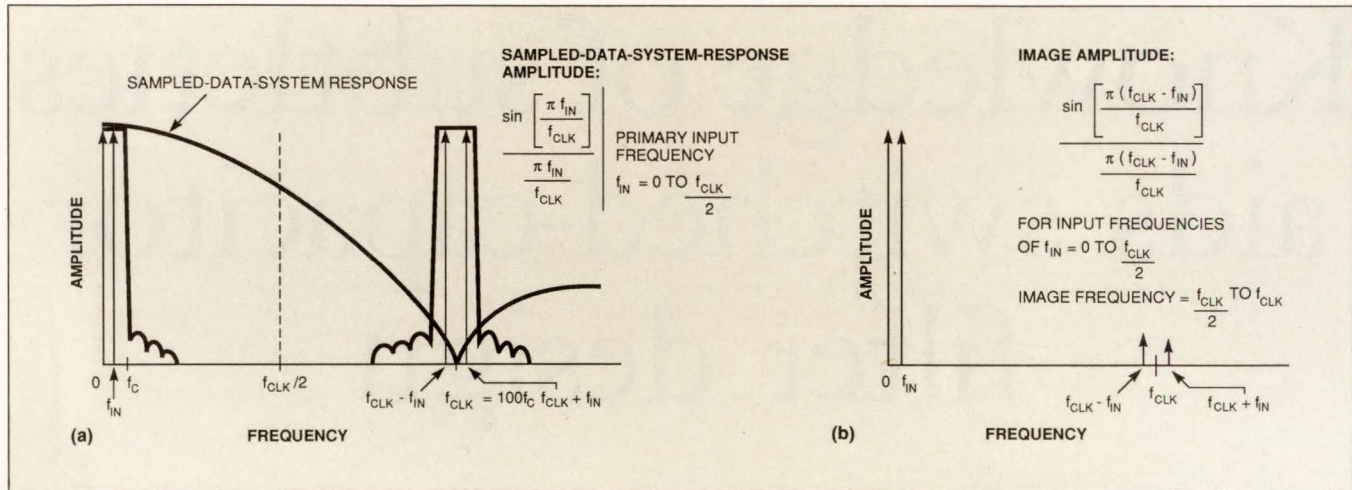 SAMPLED-DATA-SYSTEM RESPONSE
SAMPLED-DATA-SYSTEM-RESPONSE
AMPLITUDE:
sin [ π f_IN / f_CLK ]
π f_IN / f_CLK
PRIMARY INPUT
FREQUENCY
f_IN = 0 TO f_CLK / 2
AMPLITUDE
0
f_C
f_IN
f_CLK /2
f_CLK - f_IN
f_CLK = 100f_C
f_CLK + f_IN
(a)
FREQUENCY
IMAGE AMPLITUDE:
sin [ π ( f_CLK - f_IN ) / f_CLK ]
π ( f_CLK - f_IN ) / f_CLK
FOR INPUT FREQUENCIES
OF f_IN = 0 TO f_CLK / 2
IMAGE FREQUENCY = f_CLK / 2 TO f_CLK
AMPLITUDE
0
f_IN
f_CLK - f_IN
f_CLK
f_CLK + f_IN
(b)
FREQUENCY